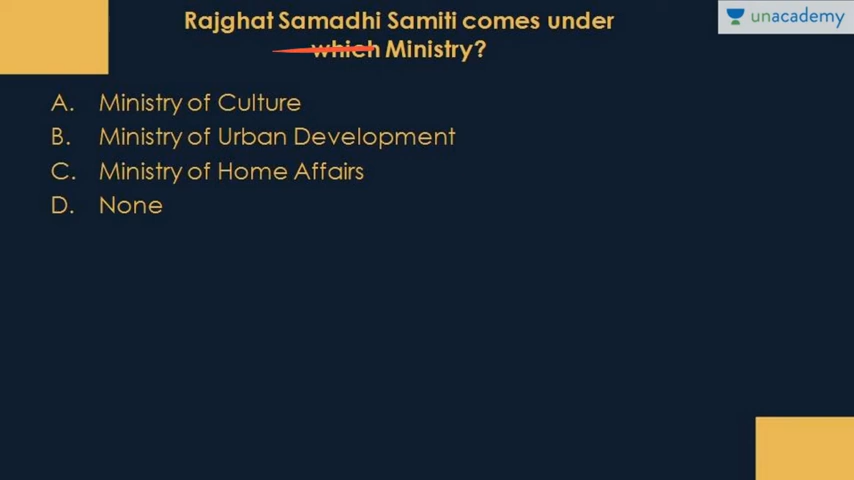 Rajghat Samadhi Samiti comes under
which Ministry?
unacademy
A. Ministry of Culture
B. Ministry of Urban Development
C. Ministry of Home Affairs
D. None